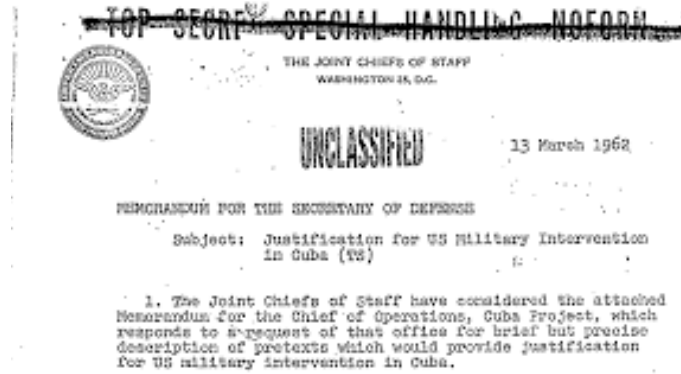 TOP SECRET SPECIAL HANDLING NOFORN
THE JOINT CHIEFS OF STAFF
WASHINGTON 25, D.C.
UNCLASSIFIED
13 March 1962
MEMORANDUM FOR THE SECRETARY OF DEFENSE
Subject: Justification for US Military Intervention
in Cuba (TS)
1. The Joint Chiefs of Staff have considered the attached
Memorandum for the Chief of Operations, Cuba Project, which
responds to a request of that office for brief but precise
description of pretexts which would provide justification
for US military intervention in Cuba.